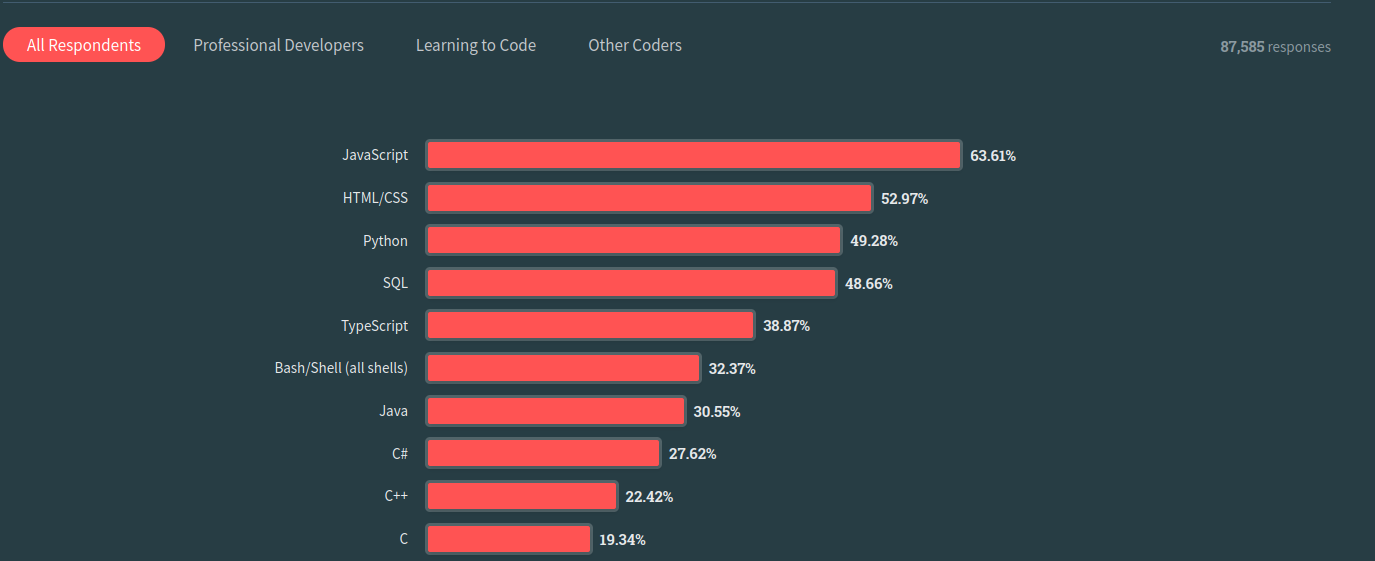 All Respondents Professional Developers Learning to Code Other Coders 87,585 responses
JavaScript 63.61%
HTML/CSS 52.97%
Python 49.28%
SQL 48.66%
TypeScript 38.87%
Bash/Shell (all shells) 32.37%
Java 30.55%
C# 27.62%
C++ 22.42%
C 19.34%